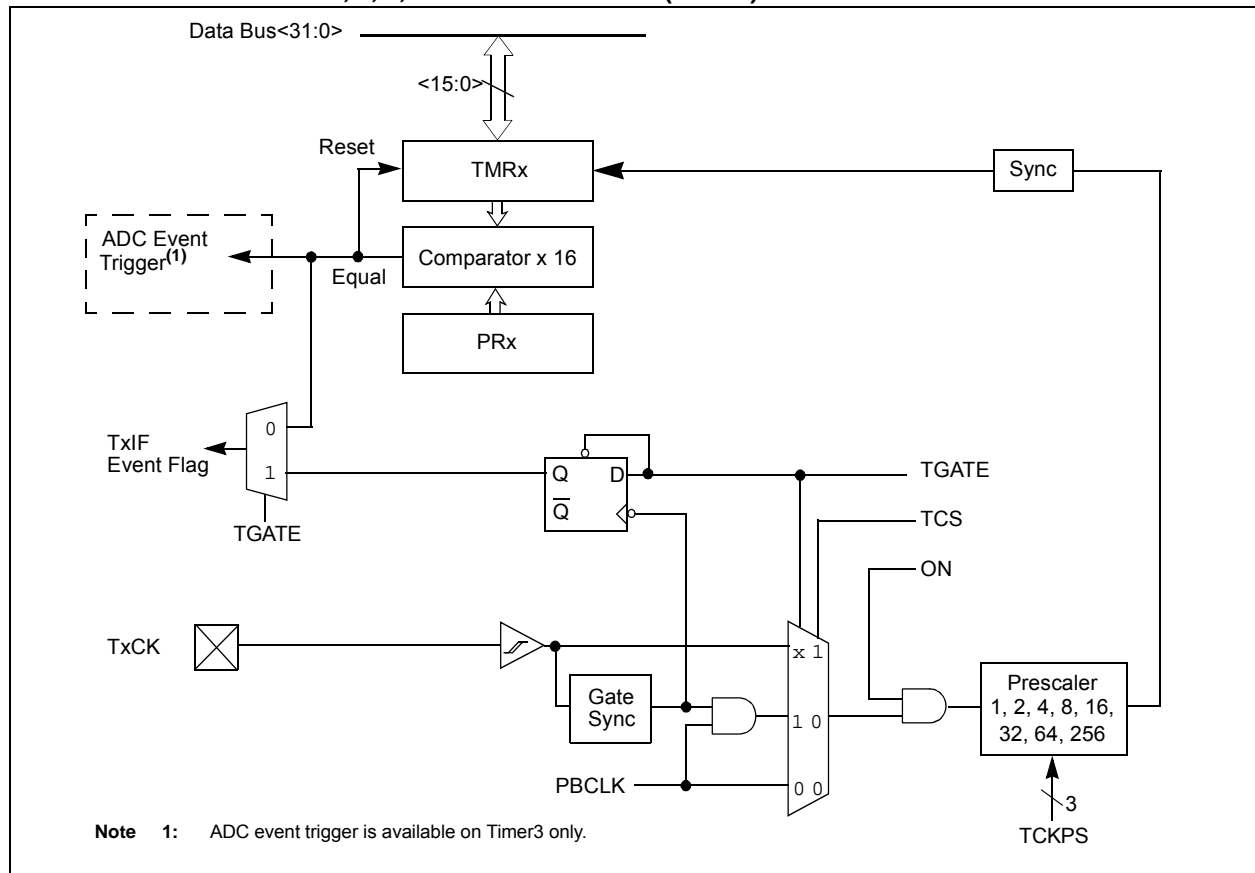 Data Bus<31:0>
<15:0>
Reset
TMRx
Sync
ADC Event
Trigger(1)
Equal
Comparator x 16
PRx
TxIF
Event Flag
0
1
Q
D
Q
TGATE
TGATE
TCS
ON
TxCK
x 1
Gate
Sync
1 0
Prescaler
1, 2, 4, 8, 16,
32, 64, 256
PBCLK
0 0
3
TCKPS
Note 1: ADC event trigger is available on Timer3 only.